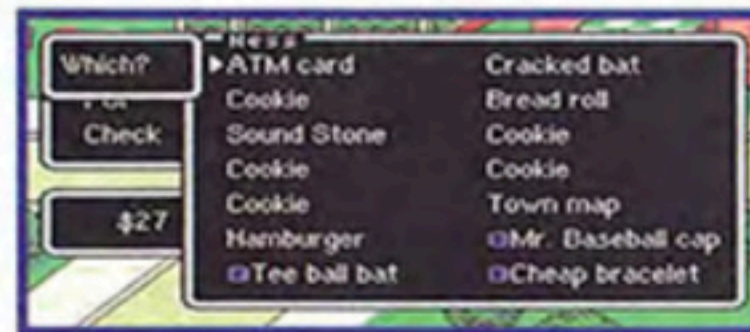 Ness
Which?
ATM card Cracked bat
Cookie Bread roll
Check
Sound Stone Cookie
Cookie Cookie
Cookie Town map
$27
Hamburger Mr. Baseball cap
Tee ball bat Cheap bracelet